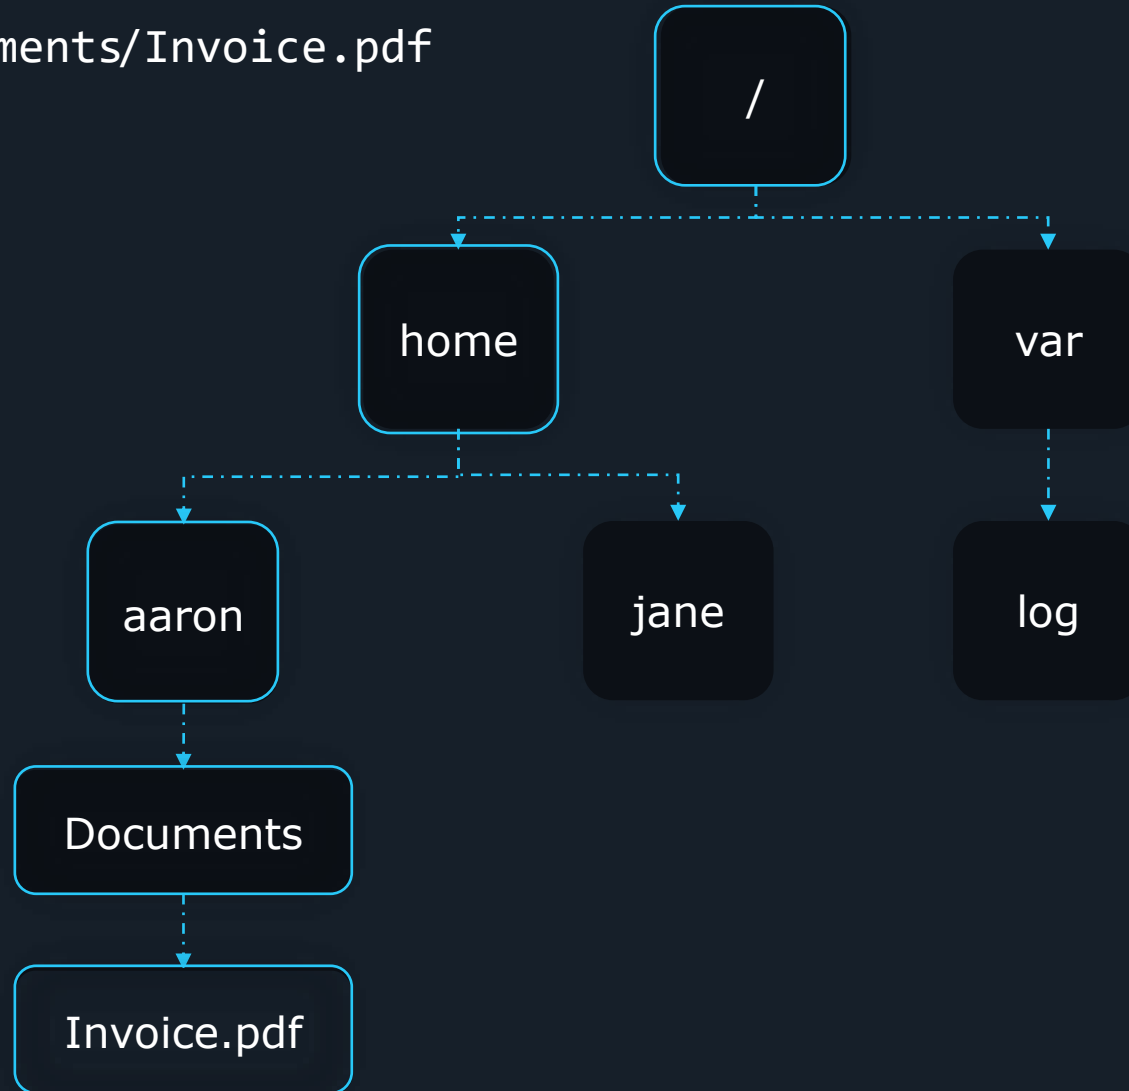 ments/Invoice.pdf
/
home
var
aaron
jane
log
Documents
Invoice.pdf